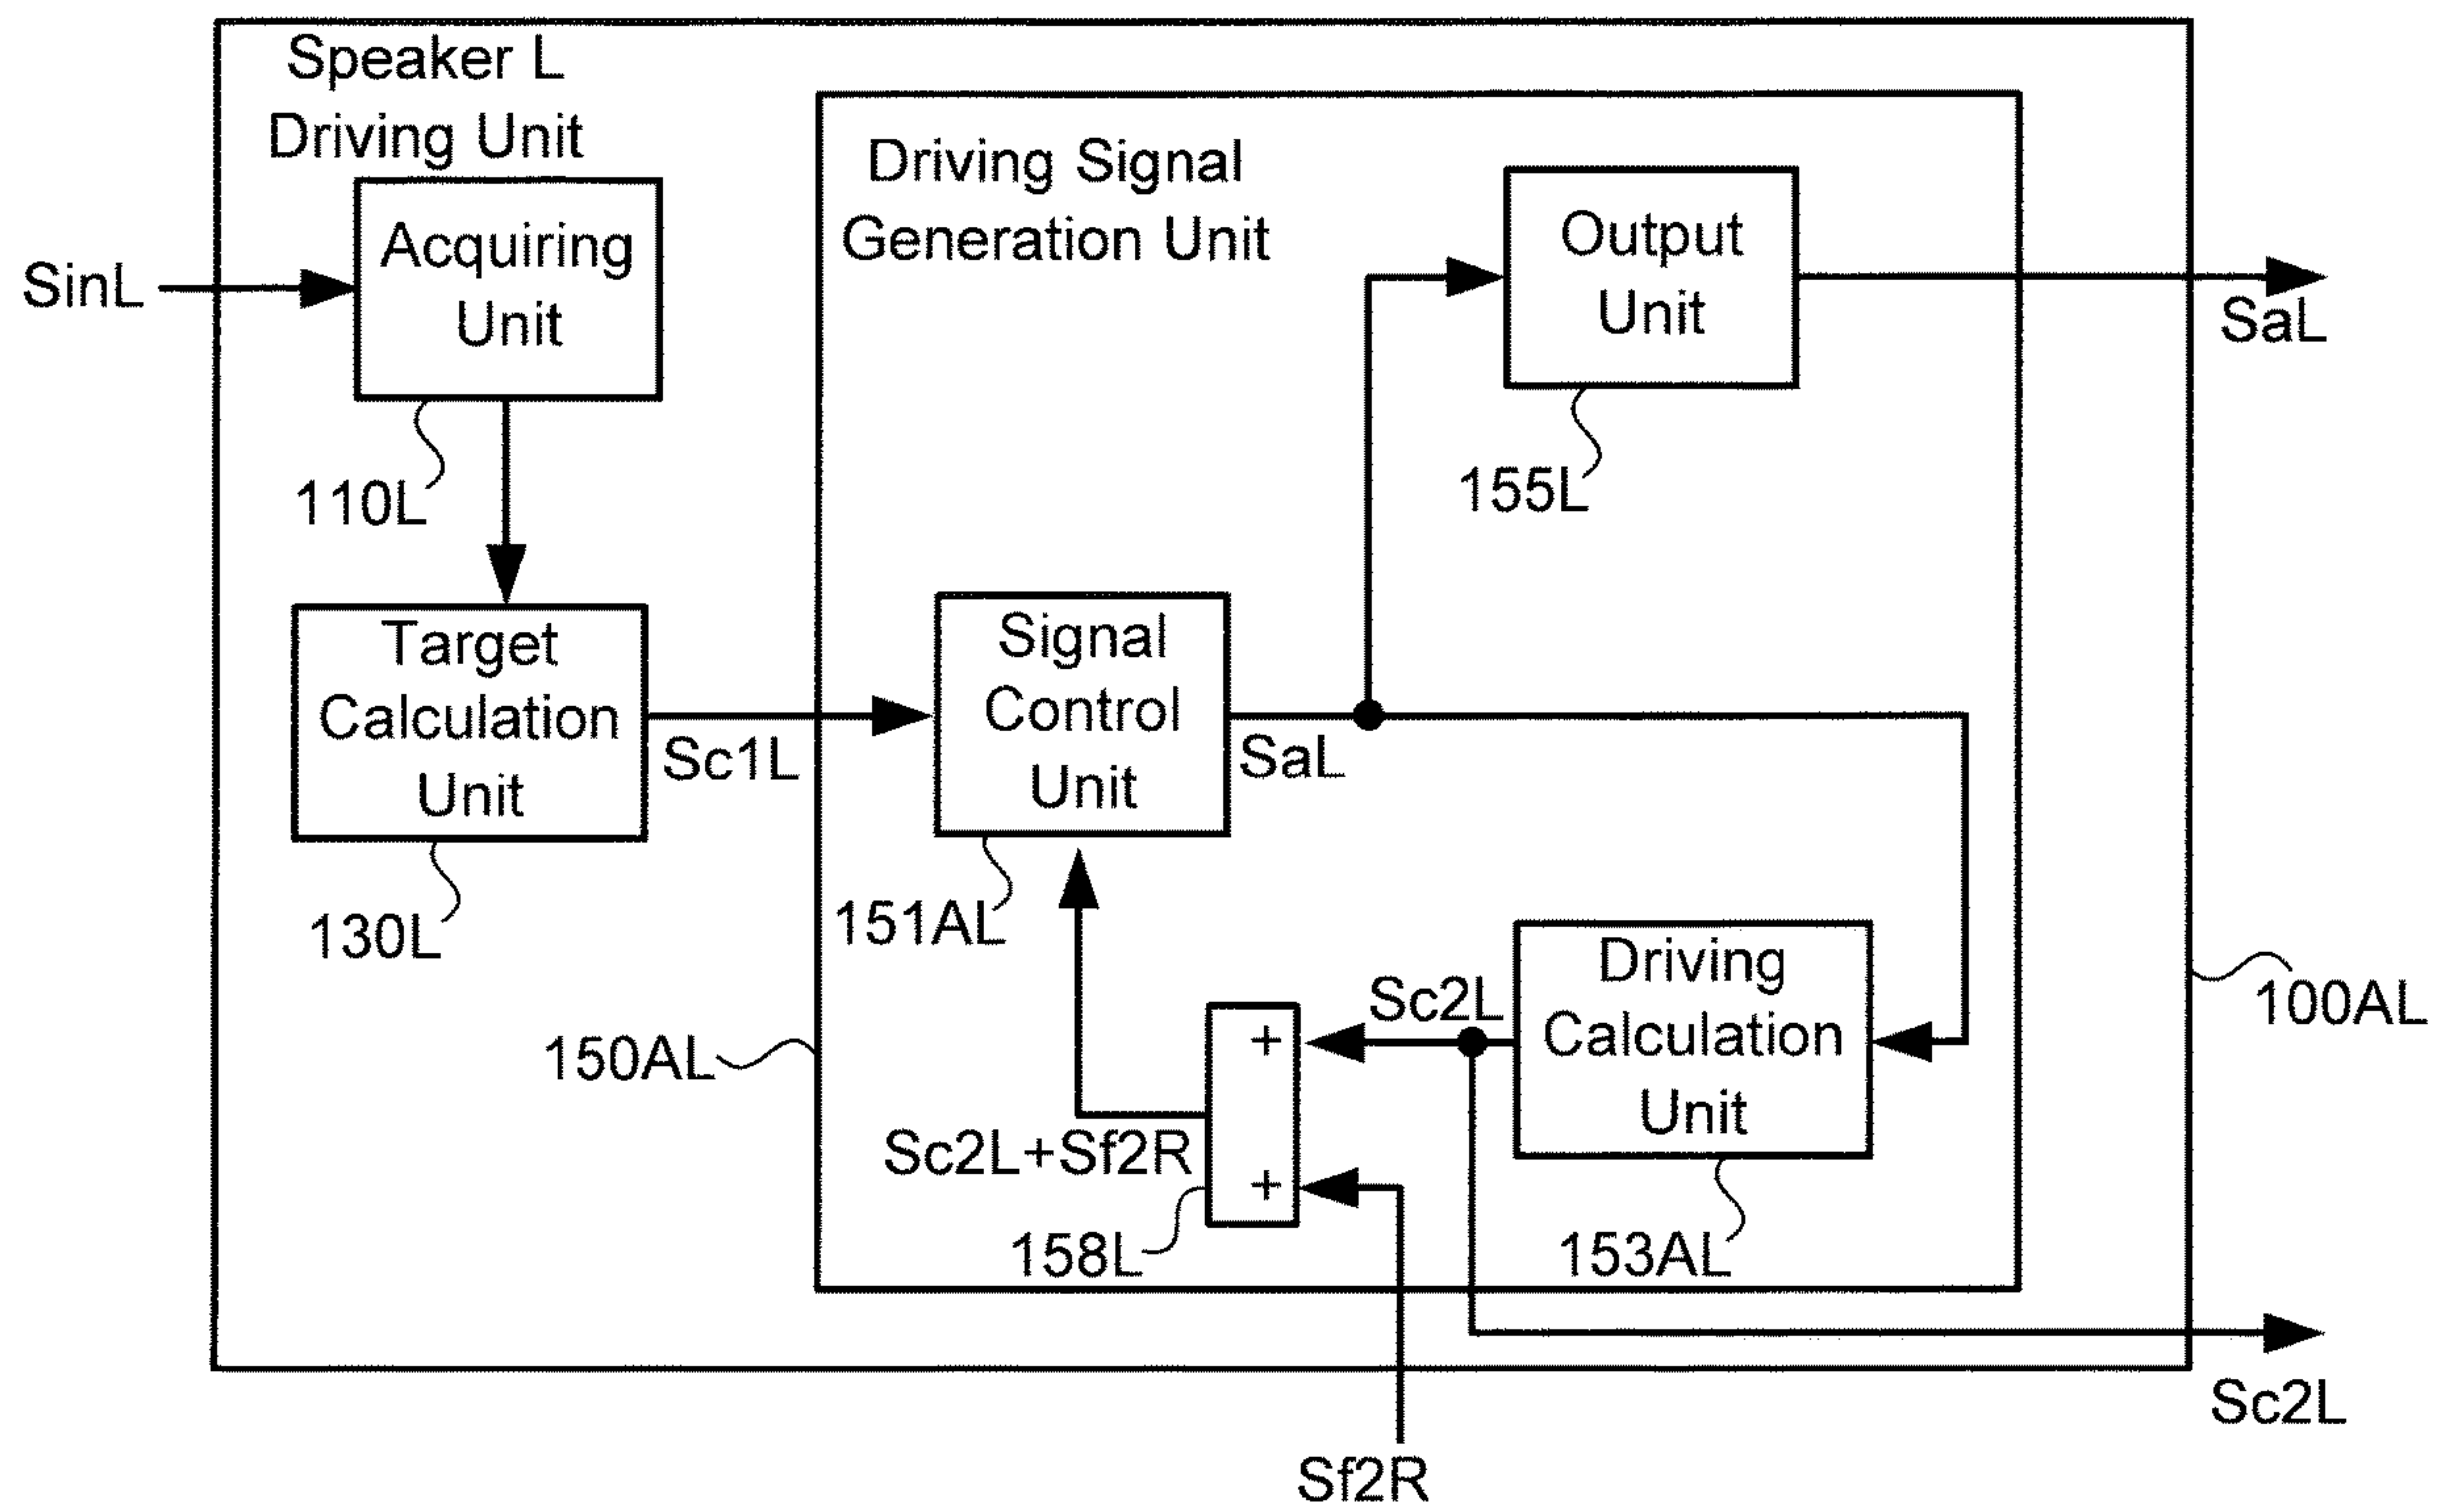 Speaker L
Driving Unit
Driving Signal
Generation Unit
Acquiring
Unit
Output
Unit
SinL
SaL
110L
155L
Target
Calculation
Unit
Signal
Control
Unit
Sc1L
SaL
130L
151AL
Driving
Calculation
Unit
Sc2L
100AL
150AL
+
Sc2L+Sf2R
+
158L
153AL
Sc2L
Sf2R